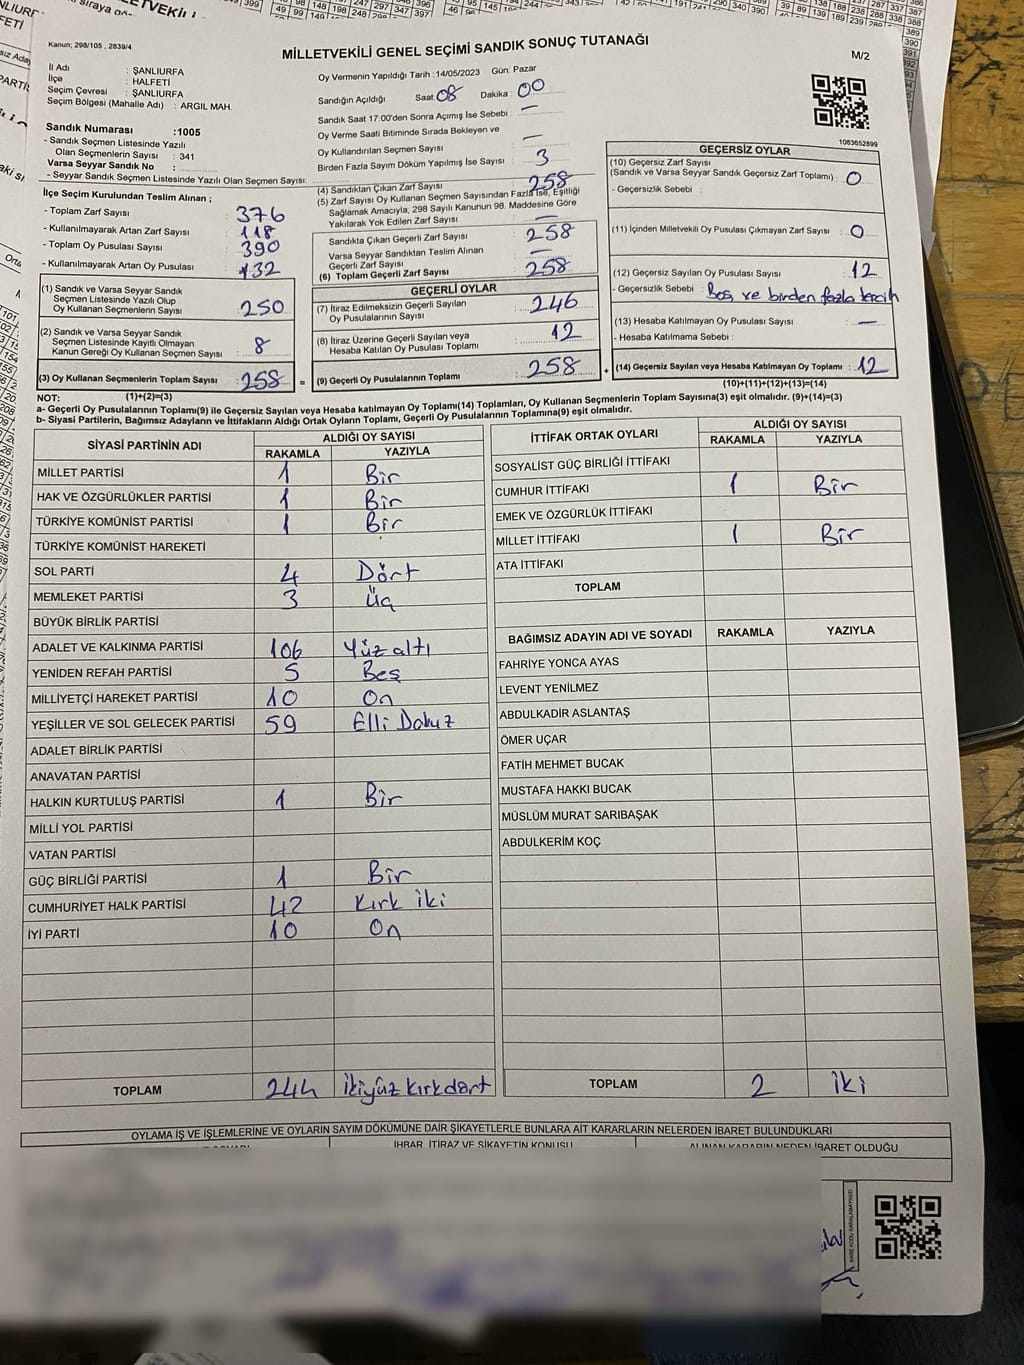 Kanun; 298/105 , 2839/4
MİLLETVEKİLİ GENEL SEÇİMİ SANDIK SONUÇ TUTANAĞI
M/2
İl Adı : ŞANLIURFA
İlçe : HALFETİ
Seçim Çevresi : ŞANLIURFA
Seçim Bölgesi (Mahalle Adı) : ARGIL MAH.
Oy Vermenin Yapıldığı Tarih :14/05/2023 Gün: Pazar
Sandığın Açıldığı Saat: 08 Dakika : 00
Sandık Saat 17:00'den Sonra Açımış İse Sebebi : —
Oy Verme Saati Bitiminde Sırada Bekleyen ve
Oy Kullandırılan Seçmen Sayısı : —
Birden Fazla Sayım Döküm Yapılmış İse Sayısı : 3
Sandık Numarası :1005
- Sandık Seçmen Listesinde Yazılı
Olan Seçmenlerin Sayısı : 341
Varsa Seyyar Sandık No :
- Seyyar Sandık Seçmen Listesinde Yazılı Olan Seçmen Sayısı:
İlçe Seçim Kurulundan Teslim Alınan ;
- Toplam Zarf Sayısı : 376
- Kullanılmayarak Artan Zarf Sayısı : 118
- Toplam Oy Pusulası Sayısı : 390
- Kullanılmayarak Artan Oy Pusulası : 132
(1) Sandık ve Varsa Seyyar Sandık
Seçmen Listesinde Yazılı Olup
Oy Kullanan Seçmenlerin Sayısı : 250
(2) Sandık ve Varsa Seyyar Sandık
Seçmen Listesinde Kayıtlı Olmayan
Kanun Gereği Oy Kullanan Seçmen Sayısı : 8
(3) Oy Kullanan Seçmenlerin Toplam Sayısı : 258
(1)+(2)=(3)
(4) Sandıktan Çıkan Zarf Sayısı : 258
(5) Zarf Sayısı Oy Kullanan Seçmen Sayısından Fazla İse, Eşitliği
Sağlamak Amacıyla, 298 Sayılı Kanunun 98. Maddesine Göre
Yakılarak Yok Edilen Zarf Sayısı : —
Sandıkta Çıkan Geçerli Zarf Sayısı : 258
Varsa Seyyar Sandıktan Teslim Alınan
Geçerli Zarf Sayısı : —
(6) Toplam Geçerli Zarf Sayısı : 258
GEÇERLİ OYLAR
(7) İtiraz Edilmeksizin Geçerli Sayılan
Oy Pusulalarının Sayısı : 246
(8) İtiraz Üzerine Geçerli Sayılan veya
Hesaba Katılan Oy Pusulası Toplamı : 12
= (9) Geçerli Oy Pusulalarının Toplamı : 258
1083652899
GEÇERSİZ OYLAR
(10) Geçersiz Zarf Sayısı
(Sandık ve Varsa Seyyar Sandık Geçersiz Zarf Toplamı) : 0
- Geçersizlik Sebebi :
(11) İçinden Milletvekili Oy Pusulası Çıkmayan Zarf Sayısı : 0
(12) Geçersiz Sayılan Oy Pusulası Sayısı : 12
- Geçersizlik Sebebi : Boş ve birden fazla tercih
(13) Hesaba Katılmayan Oy Pusulası Sayısı : —
- Hesaba Katılmama Sebebi :
+ (14) Geçersiz Sayılan veya Hesaba Katılmayan Oy Toplamı : 12
(10)+(11)+(12)+(13)=(14)
NOT:
a- Geçerli Oy Pusulalarının Toplamı(9) ile Geçersiz Sayılan veya Hesaba katılmayan Oy Toplamı(14) Toplamları, Oy Kullanan Seçmenlerin Toplam Sayısına(3) eşit olmalıdır. (9)+(14)=(3)
b- Siyasi Partilerin, Bağımsız Adayların ve İttifakların Aldığı Ortak Oyların Toplamı, Geçerli Oy Pusulalarının Toplamına(9) eşit olmalıdır.
SİYASİ PARTİNİN ADI ALDIĞI OY SAYISI
RAKAMLA YAZIYLA
MİLLET PARTİSİ 1 Bir
HAK VE ÖZGÜRLÜKLER PARTİSİ 1 Bir
TÜRKİYE KOMÜNİST PARTİSİ 1 Bir
TÜRKİYE KOMÜNİST HAREKETİ
SOL PARTİ 4 Dört
MEMLEKET PARTİSİ 3 Üç
BÜYÜK BİRLİK PARTİSİ
ADALET VE KALKINMA PARTİSİ 106 Yüz altı
YENİDEN REFAH PARTİSİ 5 Beş
MİLLİYETÇİ HAREKET PARTİSİ 10 On
YEŞİLLER VE SOL GELECEK PARTİSİ 59 Elli Dokuz
ADALET BİRLİK PARTİSİ
ANAVATAN PARTİSİ
HALKIN KURTULUŞ PARTİSİ 1 Bir
MİLLİ YOL PARTİSİ
VATAN PARTİSİ
GÜÇ BİRLİĞİ PARTİSİ 1 Bir
CUMHURİYET HALK PARTİSİ 42 Kırk iki
İYİ PARTİ 10 On
TOPLAM 244 İkiyüz kırkdört
İTTİFAK ORTAK OYLARI ALDIĞI OY SAYISI
RAKAMLA YAZIYLA
SOSYALİST GÜÇ BİRLİĞİ İTTİFAKI
CUMHUR İTTİFAKI 1 Bir
EMEK VE ÖZGÜRLÜK İTTİFAKI
MİLLET İTTİFAKI 1 Bir
ATA İTTİFAKI
TOPLAM
BAĞIMSIZ ADAYIN ADI VE SOYADI RAKAMLA YAZIYLA
FAHRİYE YONCA AYAS
LEVENT YENİLMEZ
ABDULKADİR ASLANTAŞ
ÖMER UÇAR
FATİH MEHMET BUCAK
MUSTAFA HAKKI BUCAK
MÜSLÜM MURAT SARIBAŞAK
ABDULKERİM KOÇ
TOPLAM 2 iki
OYLAMA İŞ VE İŞLEMLERİNE VE OYLARIN SAYIM DÖKÜMÜNE DAİR ŞİKAYETLERLE BUNLARA AİT KARARLARIN NELERDEN İBARET BULUNDUKLARI
İHBAR, İTİRAZ VE ŞİKAYETİN KONUSU ALINAN KARARIN NEDEN İBARET OLDUĞU
KARE KODU KARALAMAYINIZ!